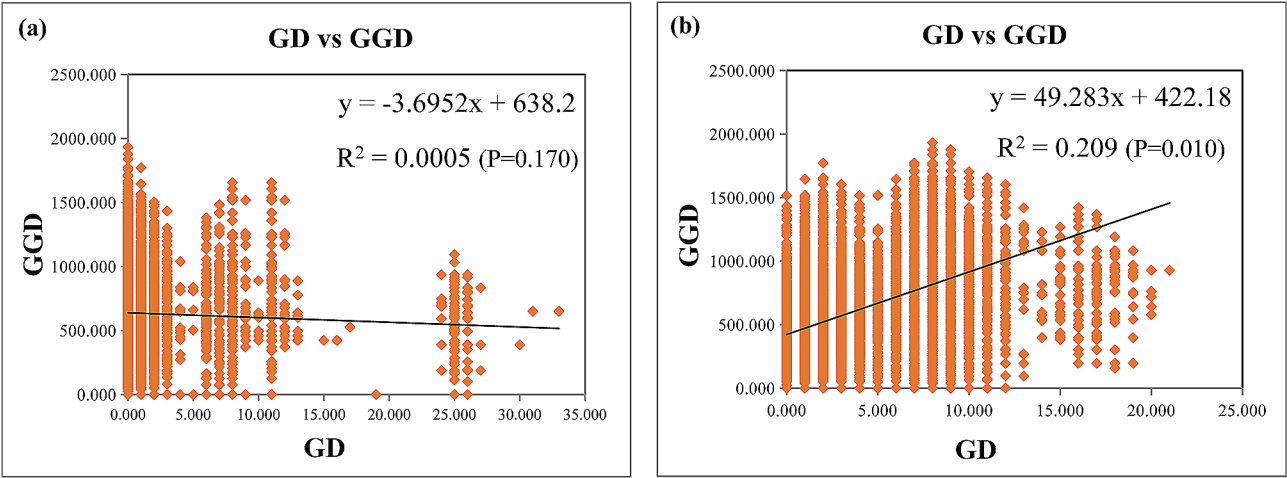 (a)
GD vs GGD
y = -3.6952x + 638.2
R² = 0.0005 (P=0.170)
GGD
2500.000
2000.000
1500.000
1000.000
500.000
0.000
0.000 5.000 10.000 15.000 20.000 25.000 30.000 35.000
GD
(b)
GD vs GGD
y = 49.283x + 422.18
R² = 0.209 (P=0.010)
GGD
2500.000
2000.000
1500.000
1000.000
500.000
0.000
0.000 5.000 10.000 15.000 20.000 25.000
GD